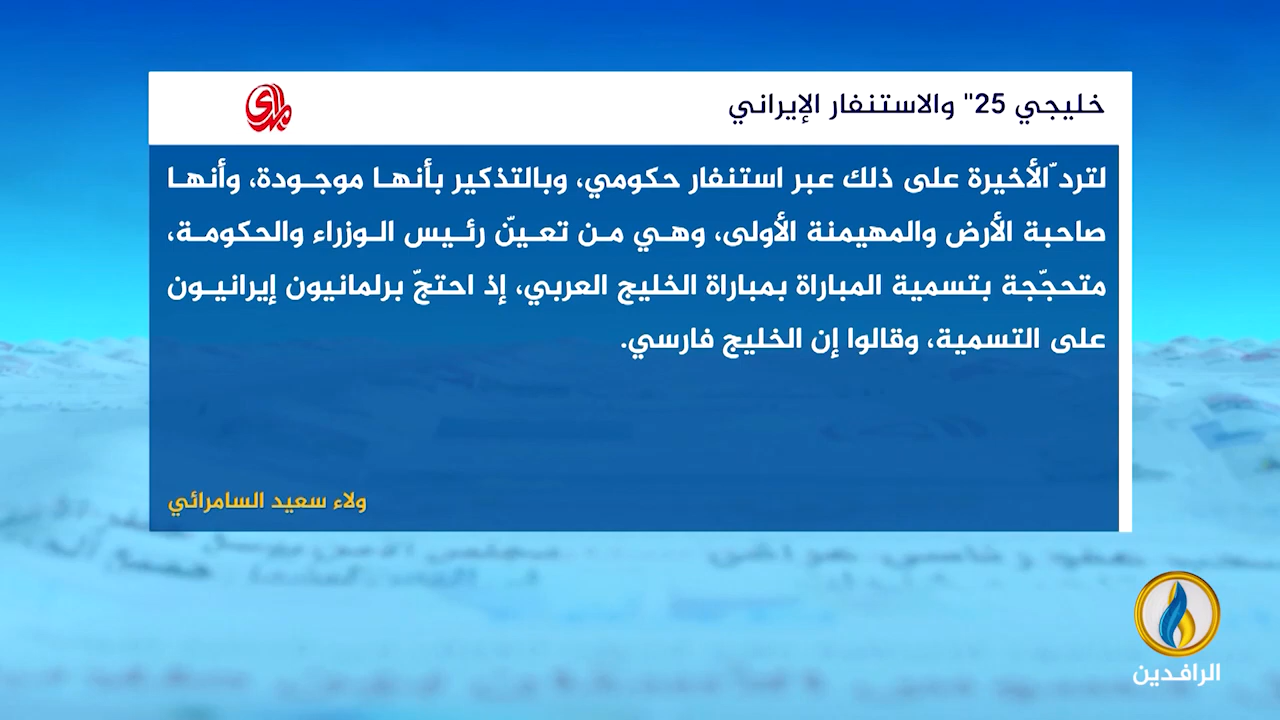 خليجي 25" والاستنفار الإيراني
لتردّ الأخيرة على ذلك عبر استنفار حكومي، وبالتذكير بأنها موجودة، وأنها
صاحبة الأرض والمهيمنة الأولى، وهي من تعيّن رئيس الوزراء والحكومة،
متحجّجة بتسمية المباراة بمباراة الخليج العربي، إذ احتجّ برلمانيون إيرانيون
على التسمية، وقالوا إن الخليج فارسي.
ولاء سعيد السامرائي
الرافدين